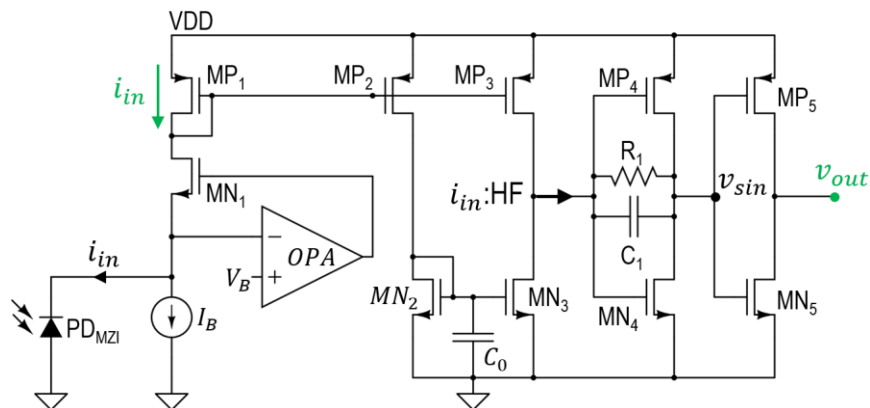 VDD
MP₁
MP₂
MP₃
MP₄
MP₅
i_in
MN₁
R₁
i_in:HF
v_sin
v_out
C₁
OPA
i_in
V_B
−
+
MN₂
MN₃
MN₄
MN₅
PD_MZI
I_B
C₀